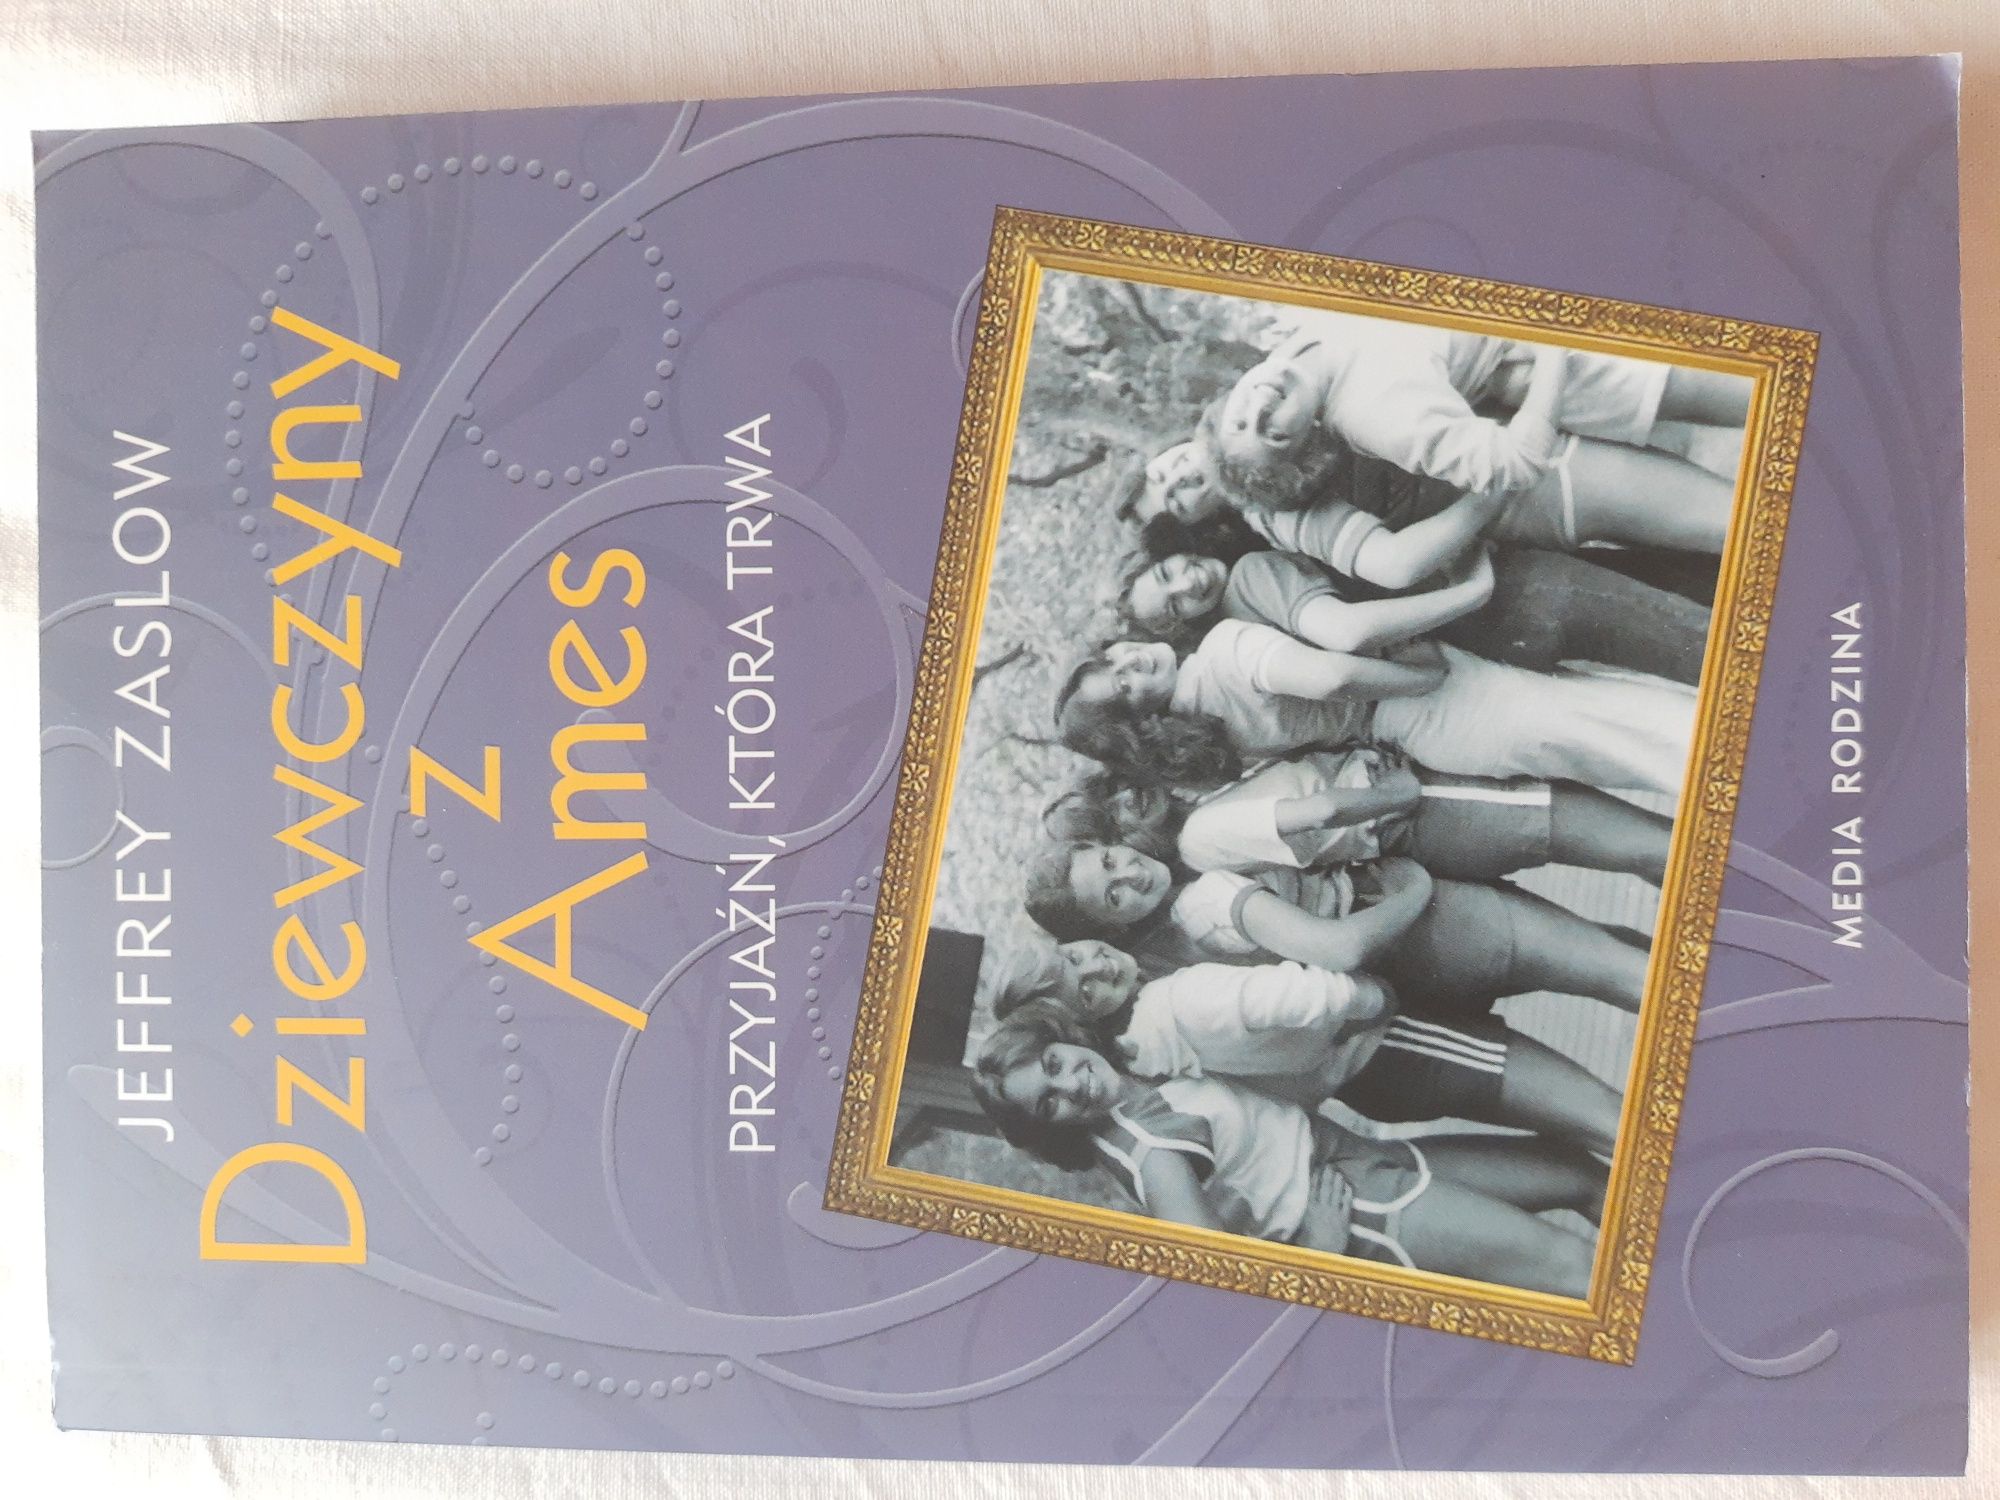 JEFFREY ZASLOW
Dziewczyny
z
Ames
PRZYJAŹŃ, KTÓRA TRWA
MEDIA RODZINA